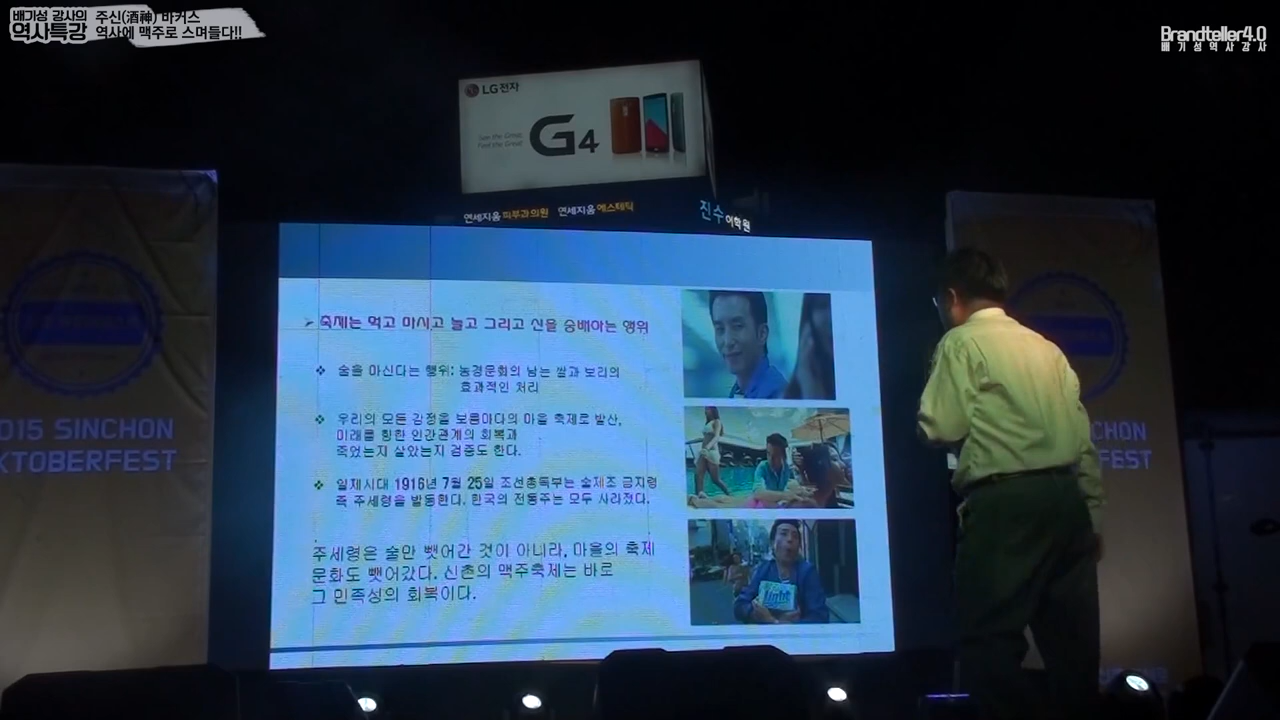 배기성 강사의
역사특강
주신(酒神) 바커스
역사에 맥주로 스며들다!!
Brandteller4.0
배기성역사강사
LG전자
G4
연세지움피부과의원 연세지움에스테틱
진수어학원
➢ 축제는 먹고 마시고 놀고 그리고 신을 숭배하는 행위
❖ 술을 마신다는 행위: 농경문화의 남는 쌀과 보리의
효과적인 처리
❖ 우리의 모든 감정을 보름마다의 마을 축제로 발산,
미래를 향한 인간관계의 회복과
죽었는지 살았는지 검증도 한다.
❖ 일제시대 1916년 7월 25일 조선총독부는 술제조 금지령
즉 주세령을 발동한다. 한국의 전통주는 모두 사라졌다.
주세령은 술만 뺏어간 것이 아니라, 마을의 축제
문화도 뺏어갔다. 신촌의 맥주축제는 바로
그 민족성의 회복이다.
light
015 SINCHON
KTOBERFEST
CHON
FEST